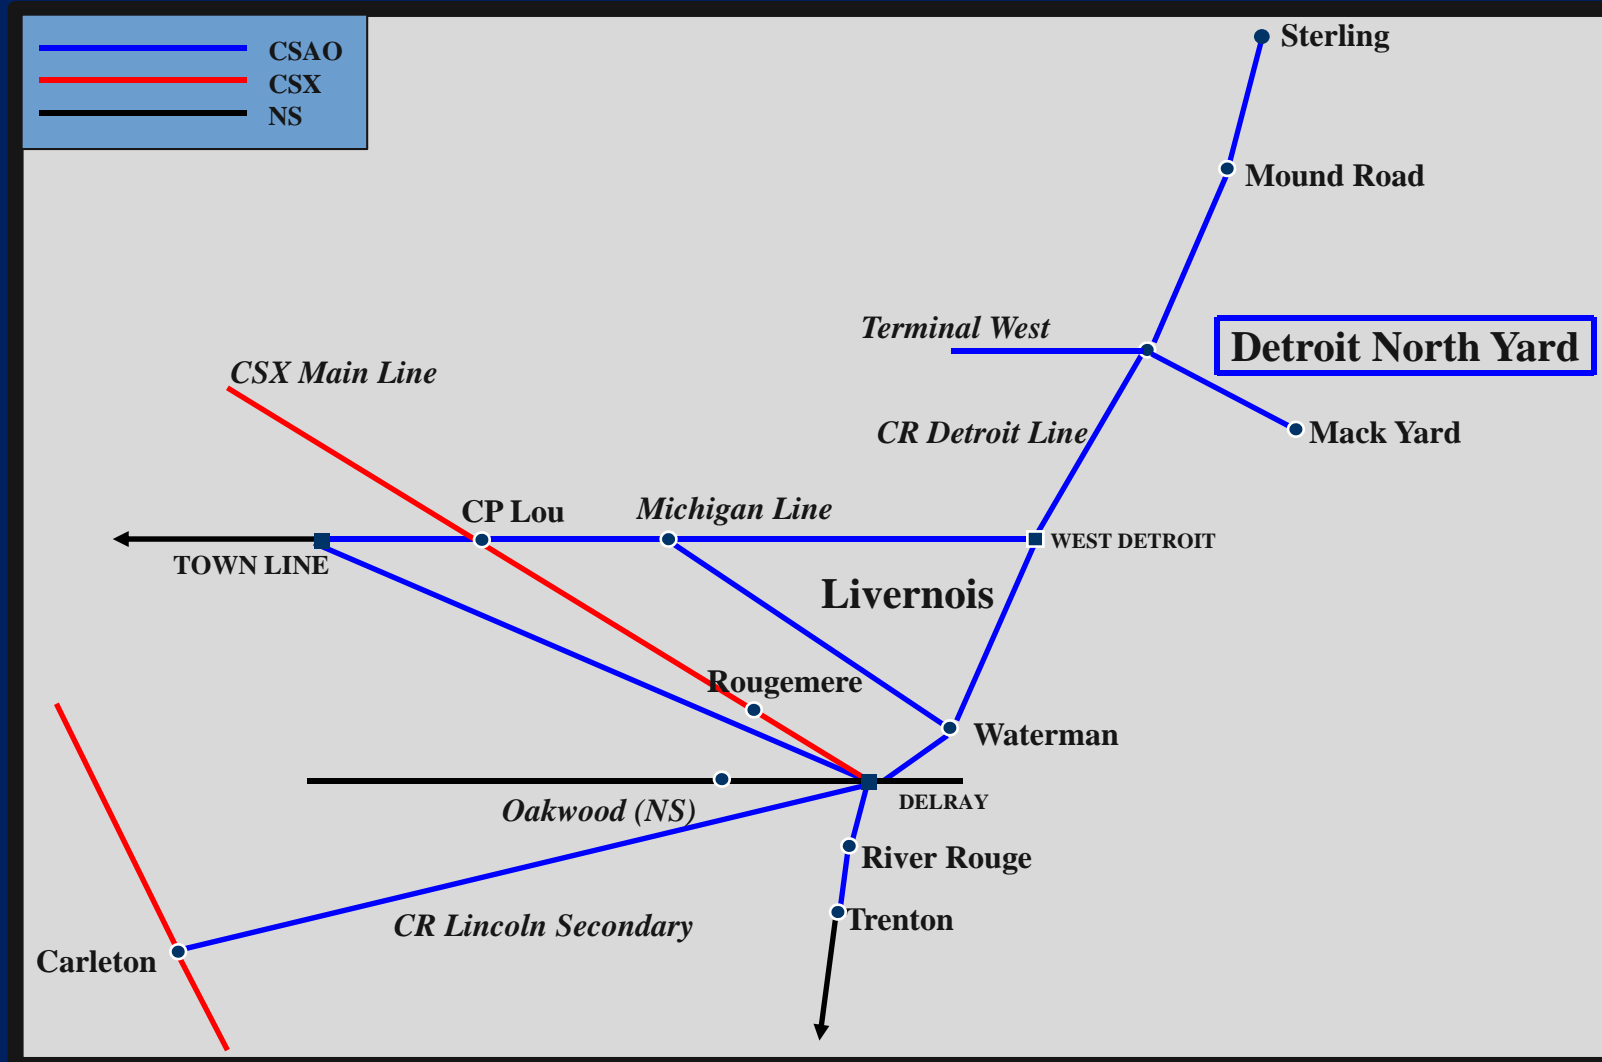 CSAO
CSX
NS
Sterling
Mound Road
Terminal West
Detroit North Yard
CSX Main Line
CR Detroit Line
Mack Yard
CP Lou
Michigan Line
WEST DETROIT
TOWN LINE
Livernois
Rougemere
Waterman
Oakwood (NS)
DELRAY
River Rouge
CR Lincoln Secondary
Trenton
Carleton